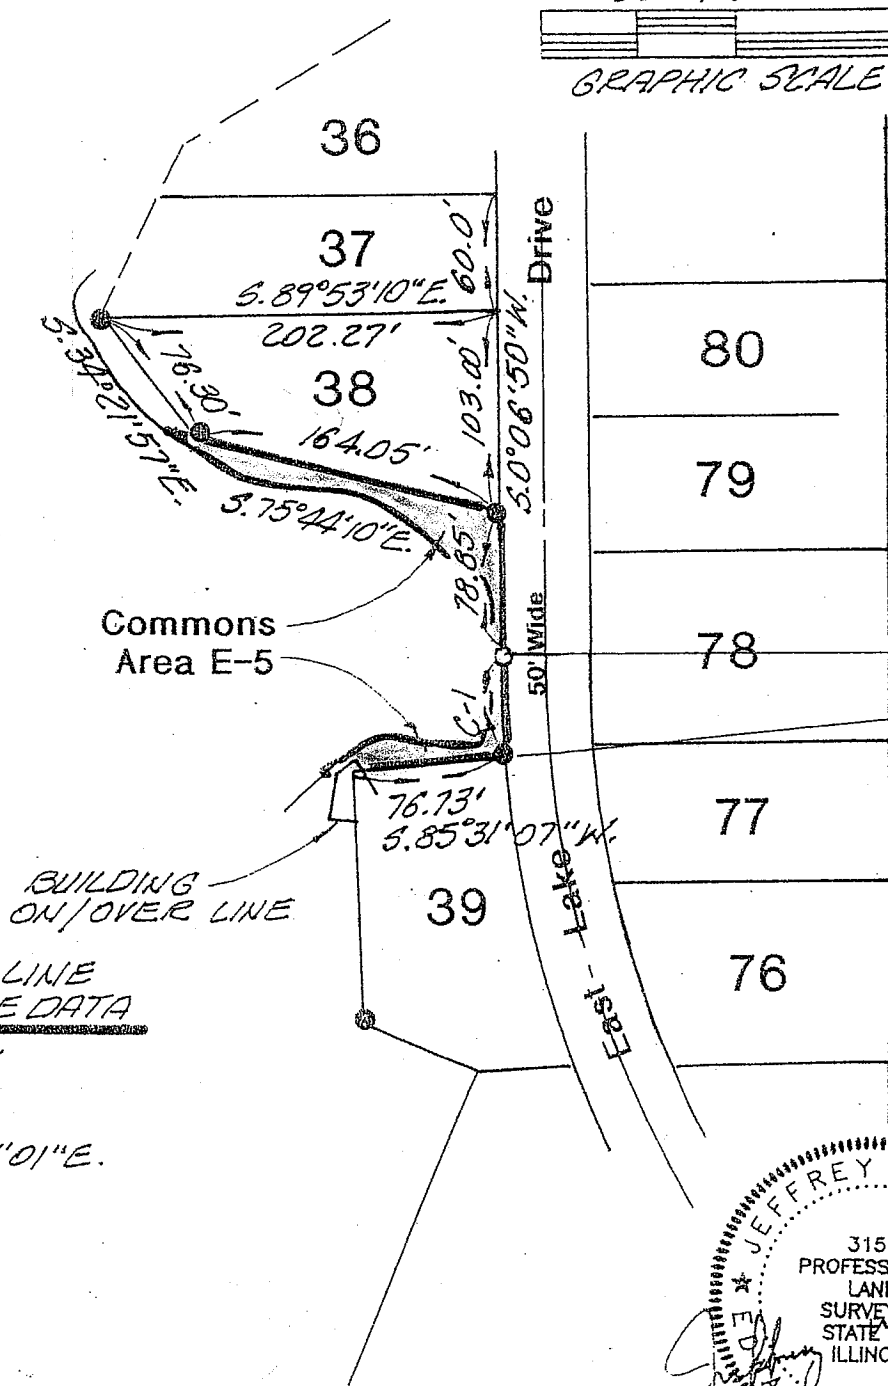 GRAPHIC SCALE
36
37
60.0'
Drive
S.89°53'10"E.
202.27'
S.0°06'50"W.
80
S.34°21'57"E.
76.30'
38
103.00'
164.05'
79
S.75°44'10"E.
78.85'
Commons
Area E-5
50' Wide
78
C-1
76.73'
S.85°31'07"W.
77
BUILDING
ON/OVER LINE
39
East - Lake
LINE
E DATA
76
"01"E.
JEFFREY
315
PROFESS
LAN
SURVE
STATE
ILLINO
★ ED